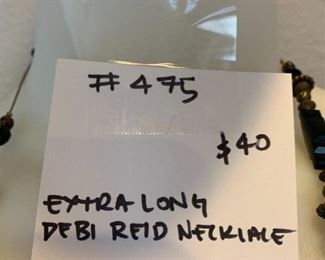 # 475
$40
EXTRA LONG
DEBI REID NECKLACE